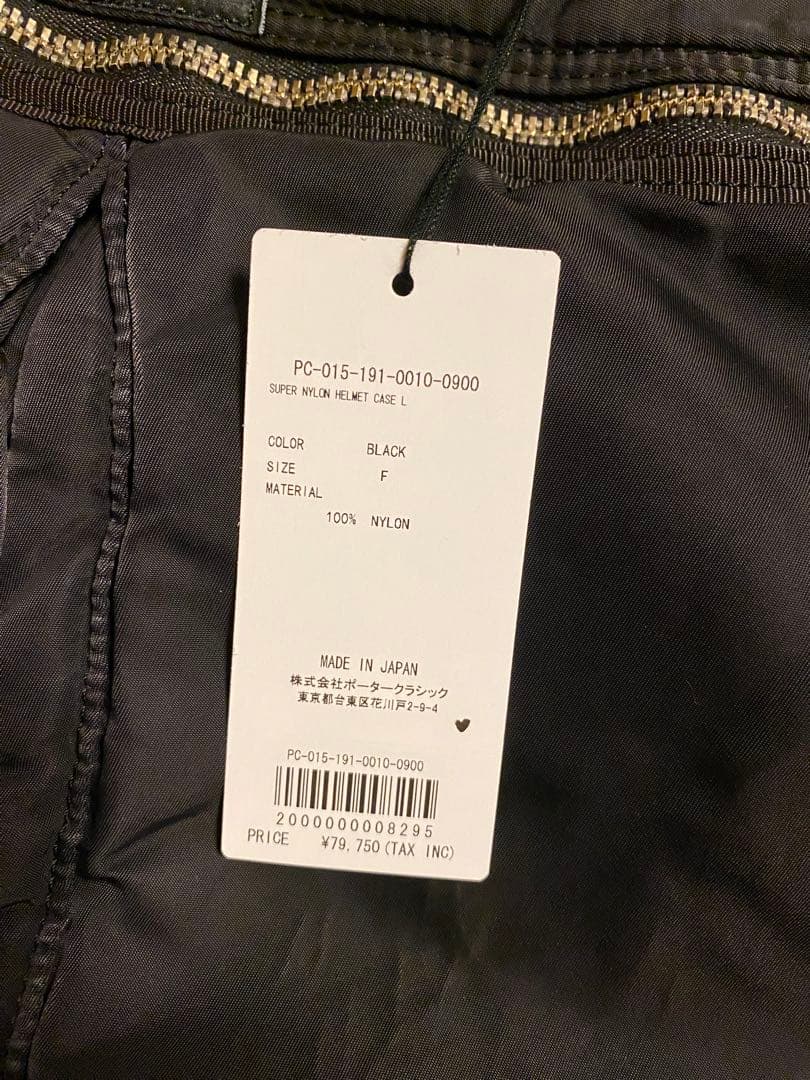 PC-015-191-0010-0900
SUPER NYLON HELMET CASE L
COLOR BLACK
SIZE F
MATERIAL
100% NYLON
MADE IN JAPAN
株式会社ポータークラシック
東京都台東区花川戸2-9-4
PC-015-191-0010-0900
2000000008295
PRICE ¥79,750(TAX INC)